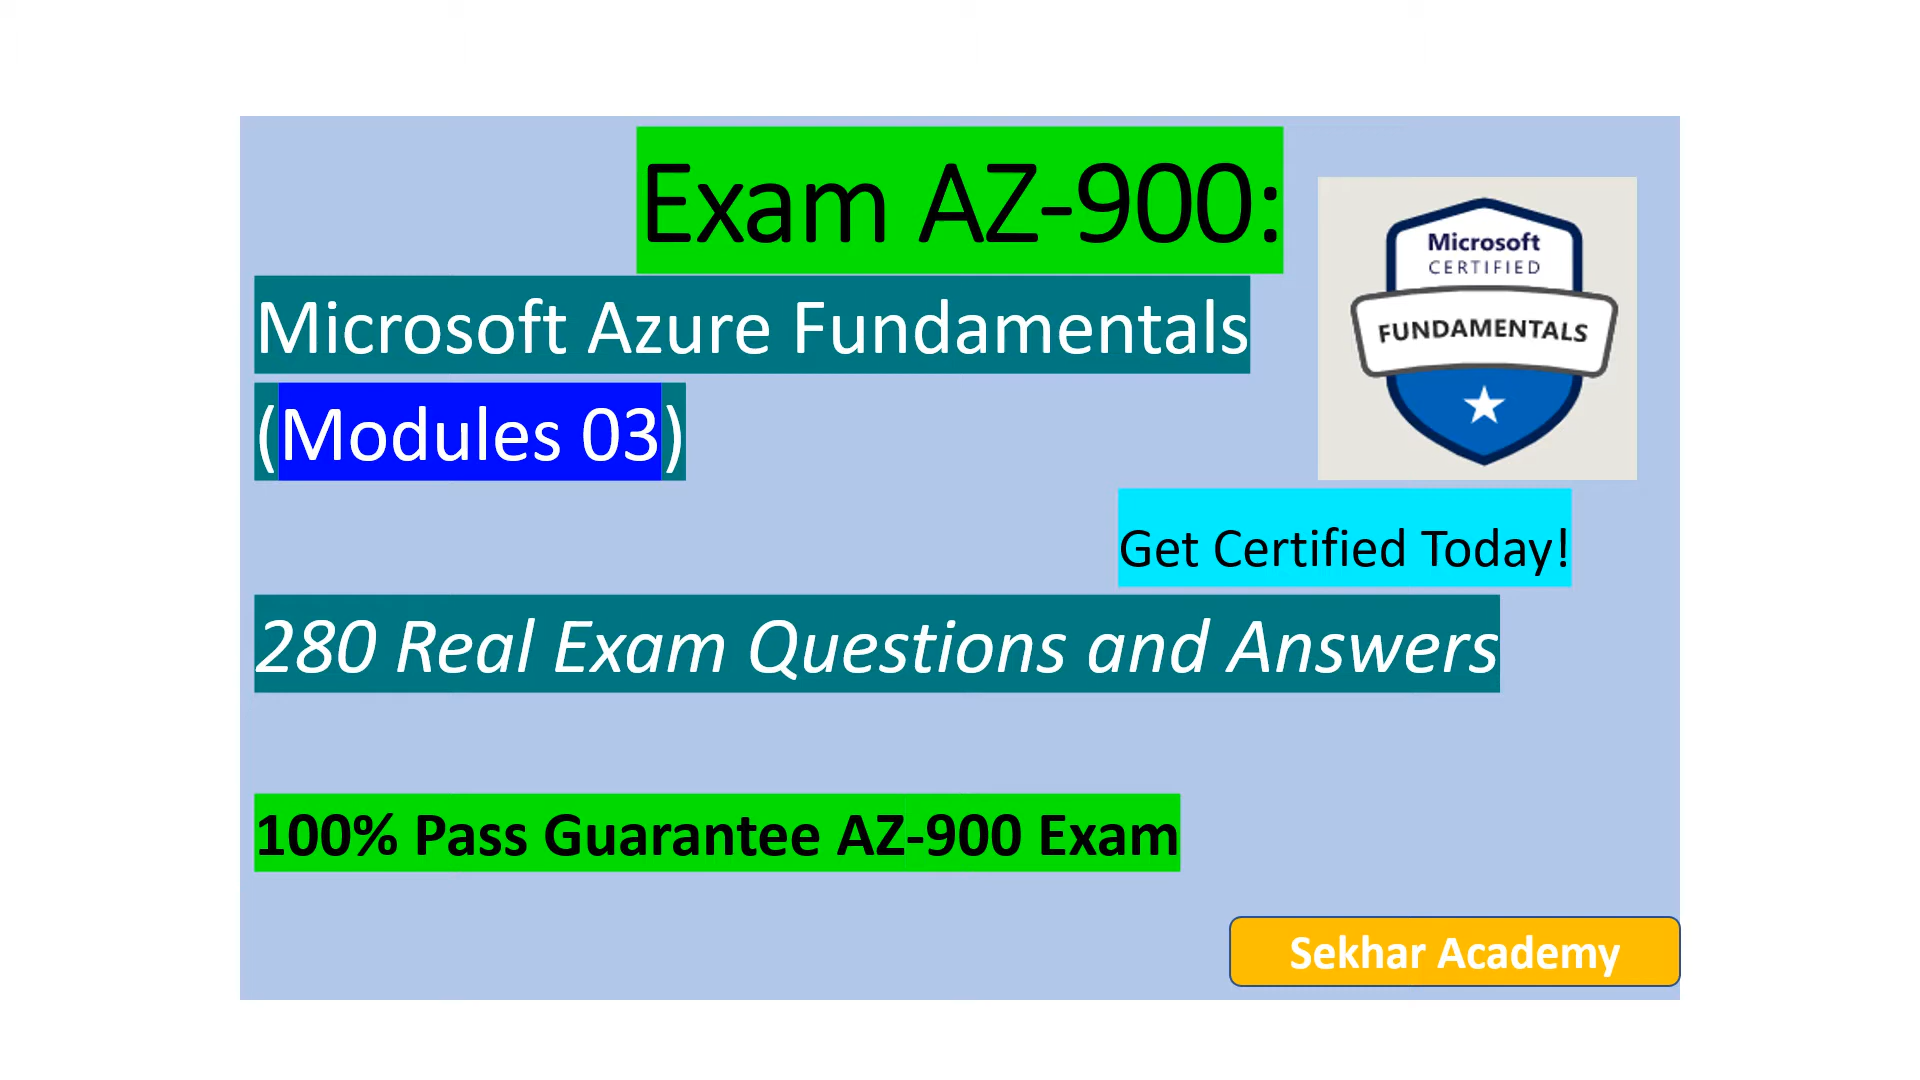 Exam AZ-900:
Microsoft
CERTIFIED
FUNDAMENTALS
Microsoft Azure Fundamentals
(Modules 03)
Get Certified Today!
280 Real Exam Questions and Answers
100% Pass Guarantee AZ-900 Exam
Sekhar Academy